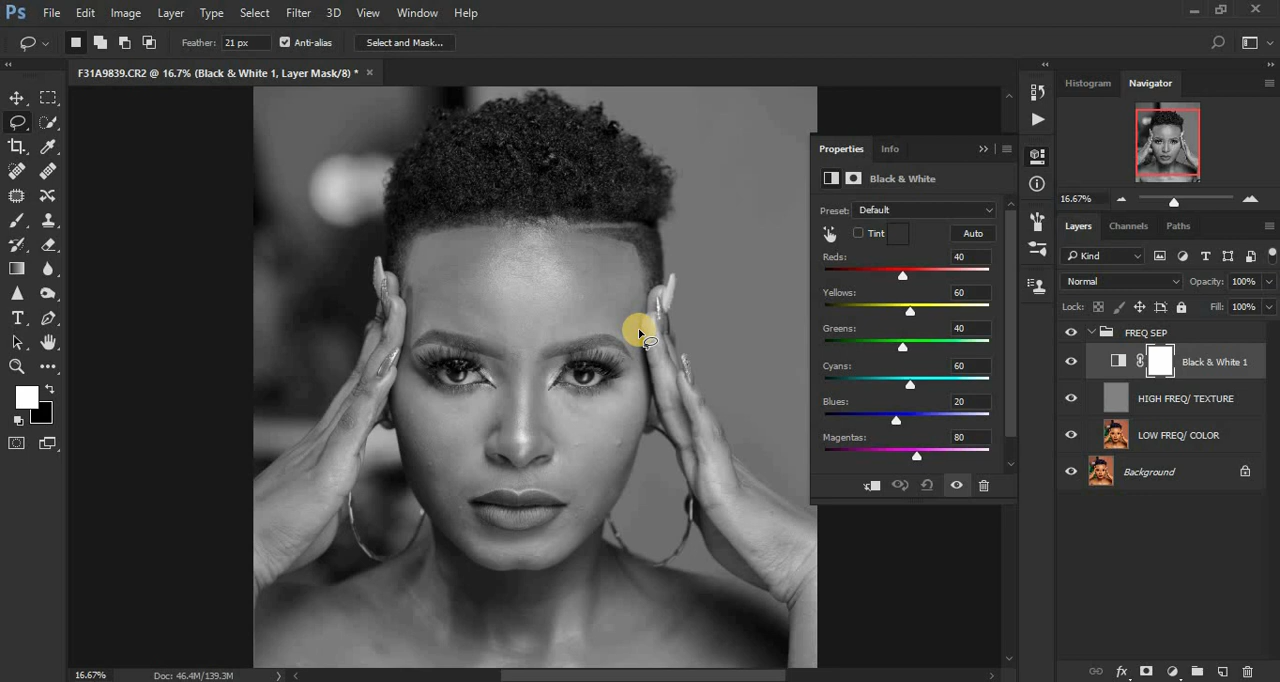 Ps File Edit Image Layer Type Select Filter 3D View Window Help
Feather: 21 px Anti-alias Select and Mask...
F31A9839.CR2 @ 16.7% (Black & White 1, Layer Mask/8) * ×
Histogram Navigator
16.67%
Properties Info
Black & White
Preset: Default
Tint Auto
Reds: 40
Yellows: 60
Greens: 40
Cyans: 60
Blues: 20
Magentas: 80
Layers Channels Paths
Kind
Normal Opacity: 100%
Lock: Fill: 100%
FREQ SEP
Black & White 1
HIGH FREQ/ TEXTURE
LOW FREQ/ COLOR
Background
16.67% Doc: 46.4M/139.3M
fx